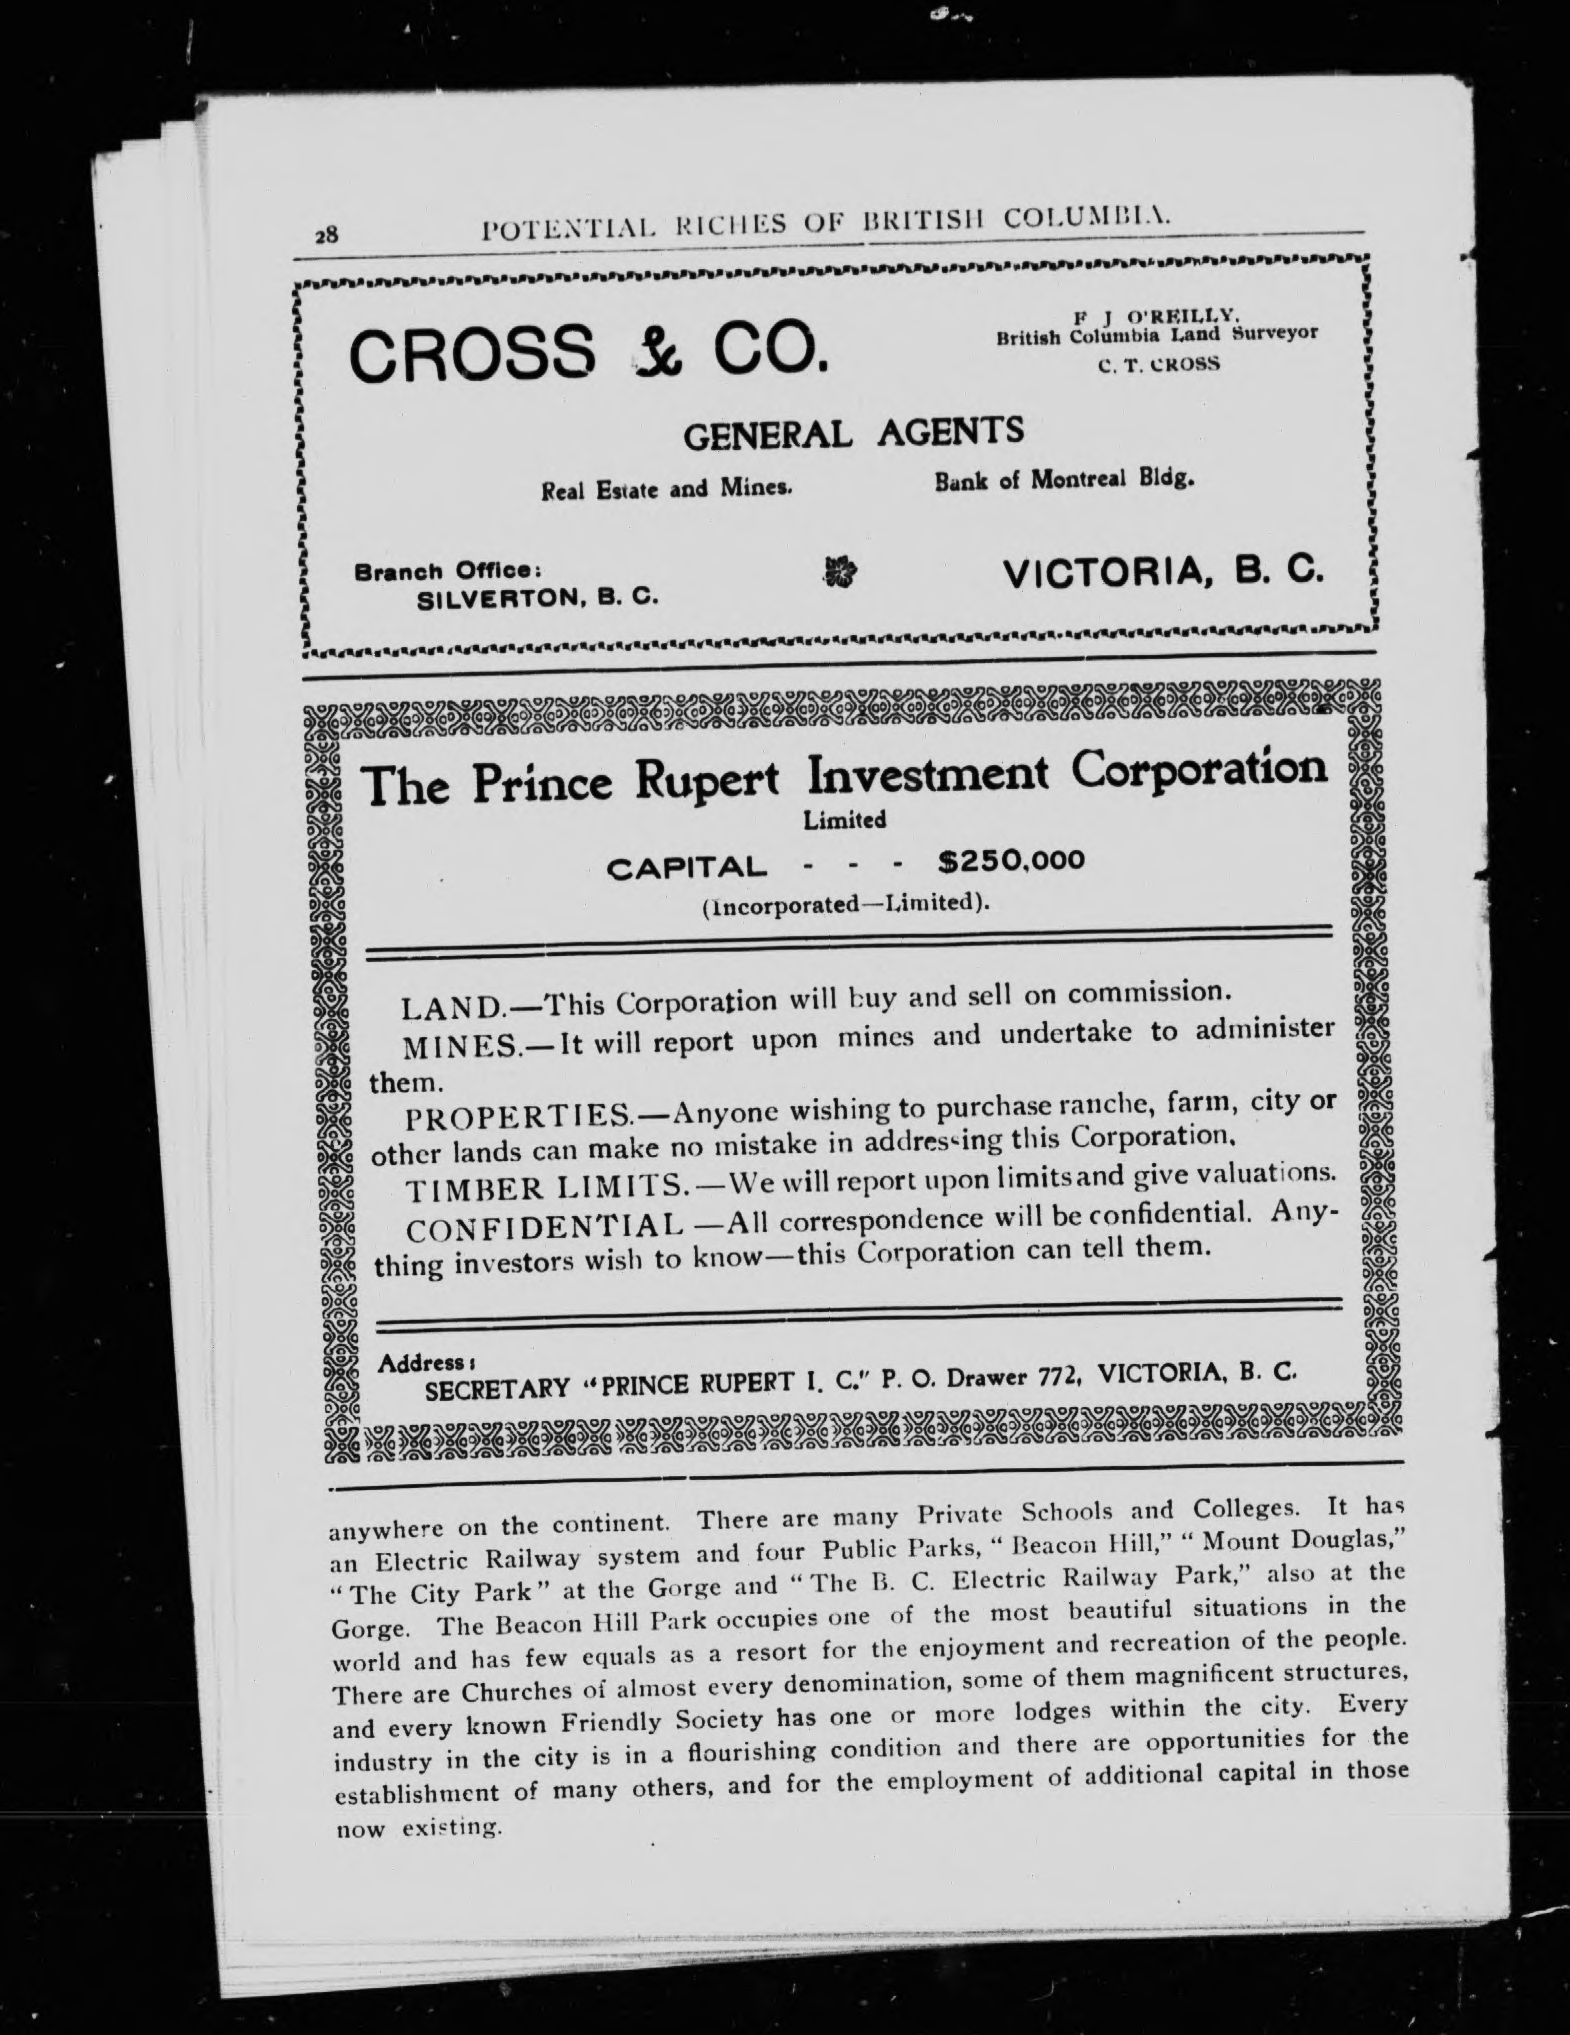 28 POTENTIAL RICHES OF BRITISH COLUMBIA.
CROSS & CO.
F J O'REILLY.
British Columbia Land Surveyor
C. T. CROSS
GENERAL AGENTS
Real Estate and Mines. Bank of Montreal Bldg.
Branch Office:
SILVERTON, B. C.
VICTORIA, B. C.
The Prince Rupert Investment Corporation
Limited
CAPITAL - - - $250,000
(Incorporated—Limited).
LAND.—This Corporation will buy and sell on commission.
MINES.—It will report upon mines and undertake to administer
them.
PROPERTIES.—Anyone wishing to purchase ranche, farm, city or
other lands can make no mistake in addressing this Corporation.
TIMBER LIMITS.—We will report upon limits and give valuations.
CONFIDENTIAL—All correspondence will be confidential. Any-
thing investors wish to know—this Corporation can tell them.
Address:
SECRETARY "PRINCE RUPERT I. C." P. O. Drawer 772, VICTORIA, B. C.
anywhere on the continent. There are many Private Schools and Colleges. It has
an Electric Railway system and four Public Parks, "Beacon Hill," "Mount Douglas,"
"The City Park" at the Gorge and "The B. C. Electric Railway Park," also at the
Gorge. The Beacon Hill Park occupies one of the most beautiful situations in the
world and has few equals as a resort for the enjoyment and recreation of the people.
There are Churches of almost every denomination, some of them magnificent structures,
and every known Friendly Society has one or more lodges within the city. Every
industry in the city is in a flourishing condition and there are opportunities for the
establishment of many others, and for the employment of additional capital in those
now existing.